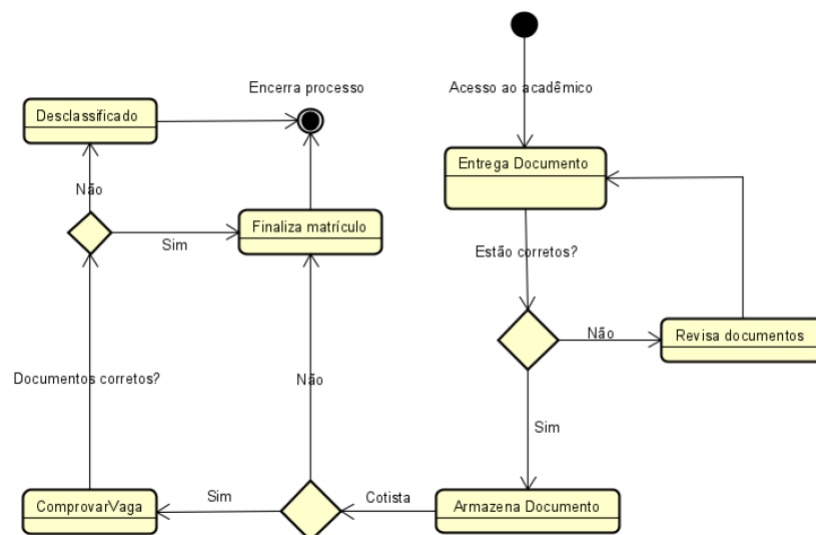 Acesso ao acadêmico
Encerra processo
Desclassificado
Entrega Documento
Não
Finaliza matrículo
Sim
Estão corretos?
Não
Revisa documentos
Documentos corretos?
Não
Sim
ComprovarVaga
Sim
Cotista
Armazena Documento